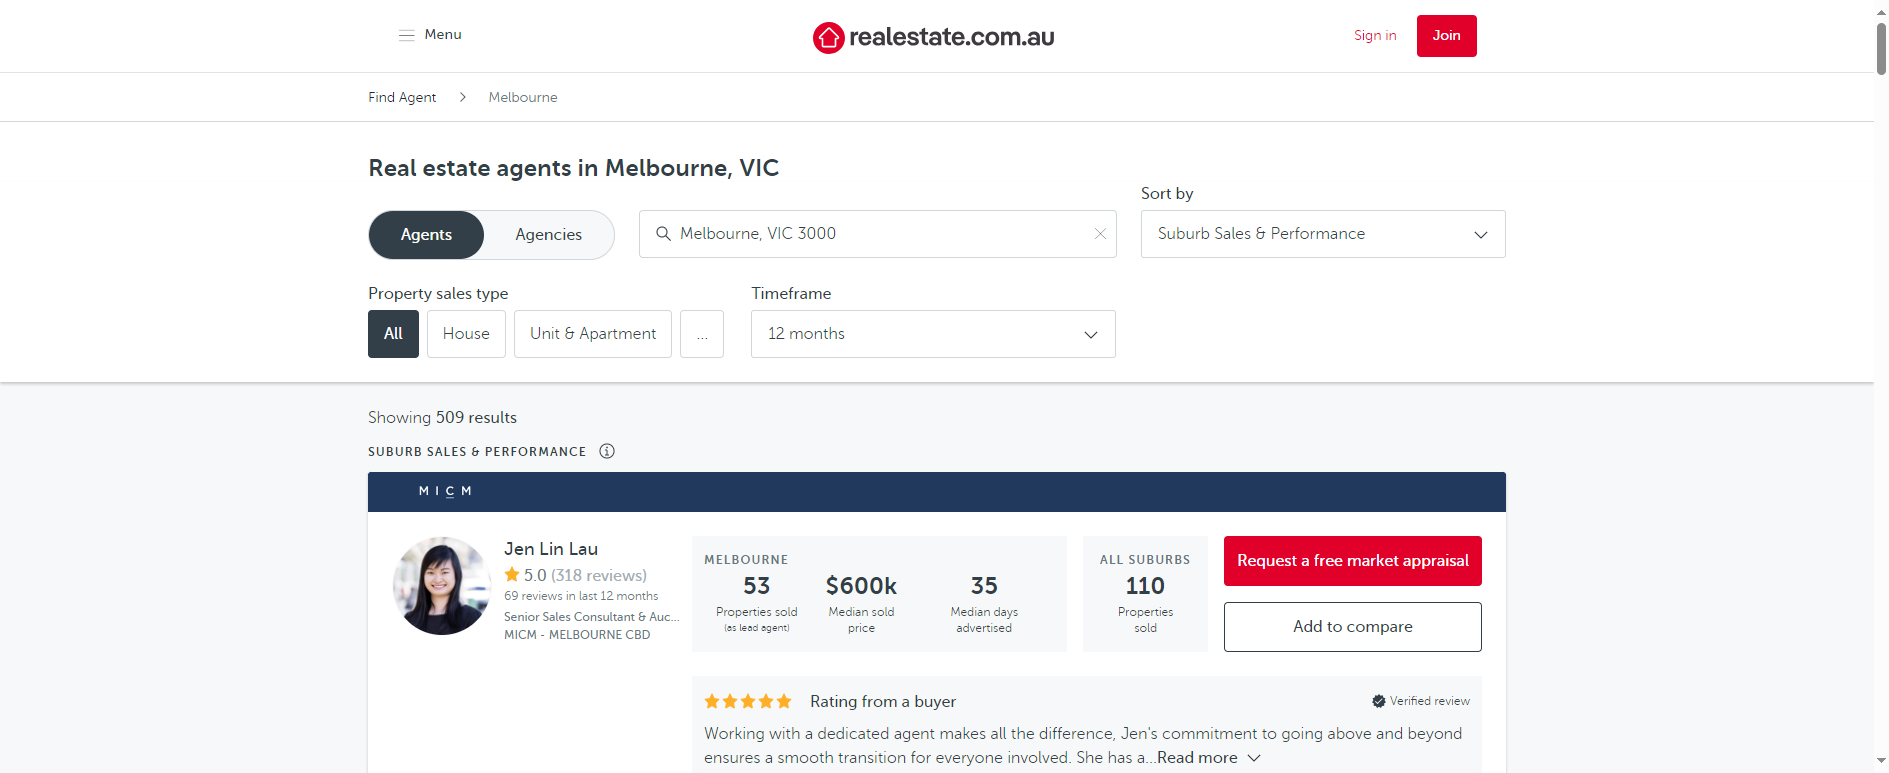 Menu
realestate.com.au
Sign in
Join
Find Agent
Melbourne
Real estate agents in Melbourne, VIC
Sort by
Agents
Agencies
Melbourne, VIC 3000
Suburb Sales & Performance
Property sales type
Timeframe
All
House
Unit & Apartment
...
12 months
Showing 509 results
SUBURB SALES & PERFORMANCE
MICM
Jen Lin Lau
5.0 (318 reviews)
69 reviews in last 12 months
Senior Sales Consultant & Auc...
MICM - MELBOURNE CBD
MELBOURNE
53
Properties sold
(as lead agent)
$600k
Median sold
price
35
Median days
advertised
ALL SUBURBS
110
Properties
sold
Request a free market appraisal
Add to compare
Rating from a buyer
Verified review
Working with a dedicated agent makes all the difference, Jen's commitment to going above and beyond
ensures a smooth transition for everyone involved. She has a...Read more